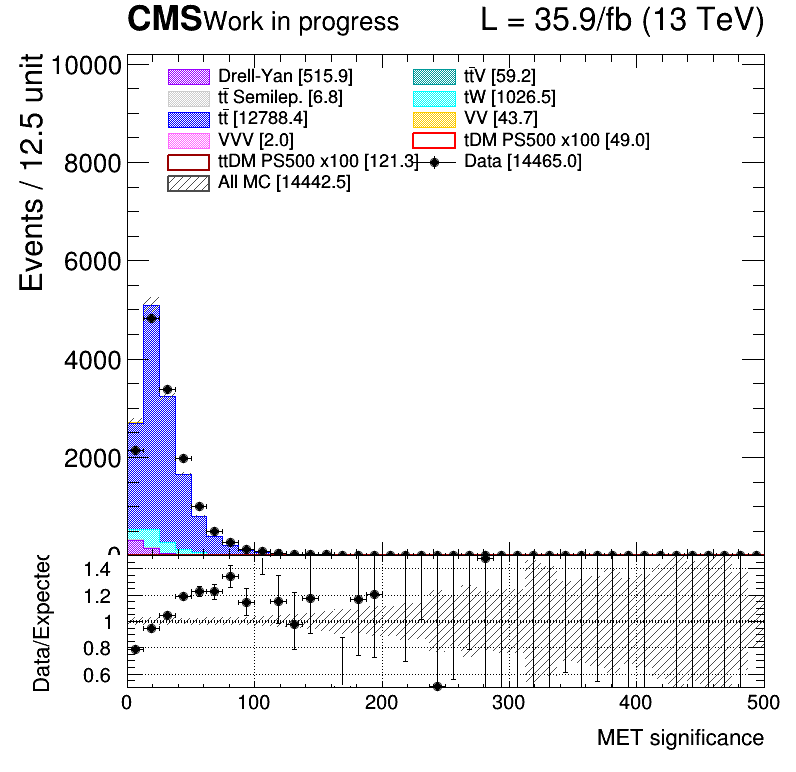 CMS Work in progress L = 35.9/fb (13 TeV)
Events / 12.5 unit
10000
8000
6000
4000
2000
0
Drell-Yan [515.9]
tt̄V [59.2]
tt̄ Semilep. [6.8]
tW [1026.5]
tt̄ [12788.4]
VV [43.7]
VVV [2.0]
tDM PS500 x100 [49.0]
ttDM PS500 x100 [121.3]
Data [14465.0]
All MC [14442.5]
Data/Expected
1.4
1.2
1
0.8
0.6
0 100 200 300 400 500
MET significance